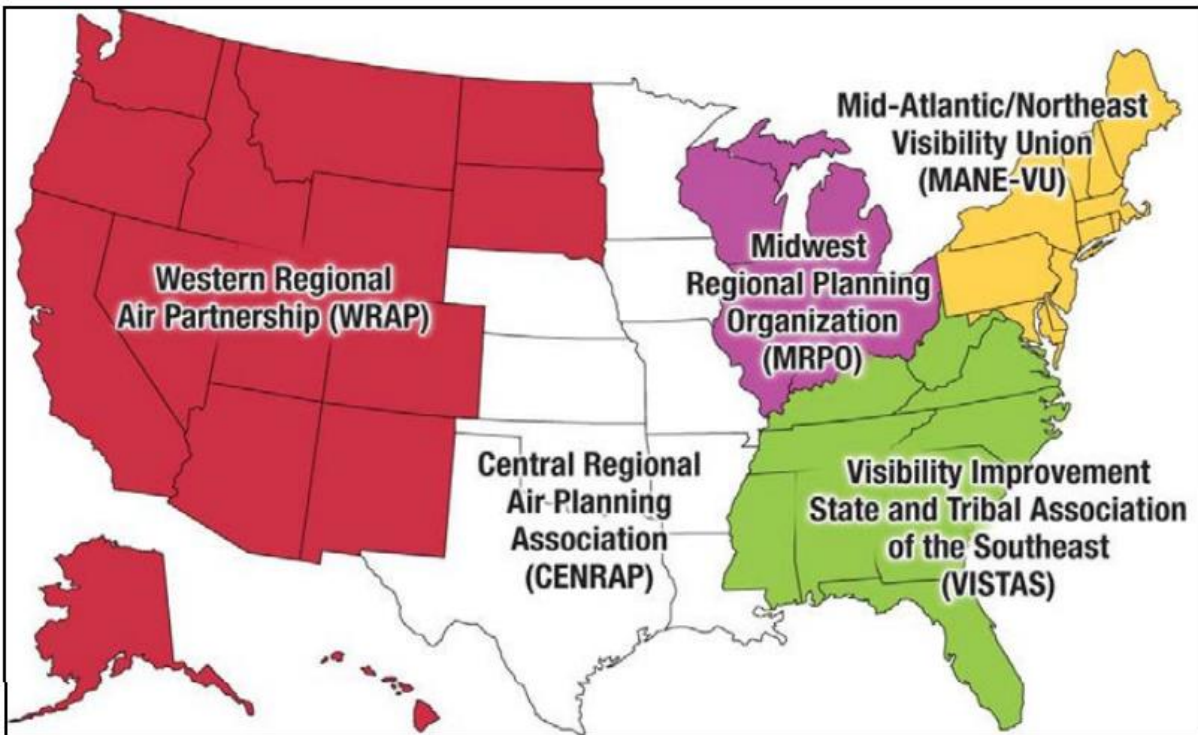 Mid-Atlantic/Northeast
Visibility Union
(MANE-VU)
Midwest
Regional Planning
Organization
(MRPO)
Western Regional
Air Partnership (WRAP)
Central Regional
Air Planning
Association
(CENRAP)
Visibility Improvement
State and Tribal Association
of the Southeast
(VISTAS)